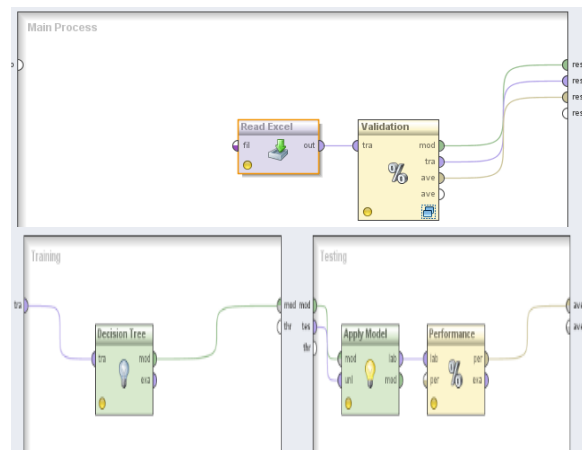 Main Process
res
res
res
res
Read Excel
Validation
fil out
tra mod
tra
ave
ave
%
Training
Testing
tra
mod
thr
mod
tes
thr
ave
ave
Decision Tree
tra mod
exa
Apply Model
mod lab
unl mod
Performance
lab per
per exa
%